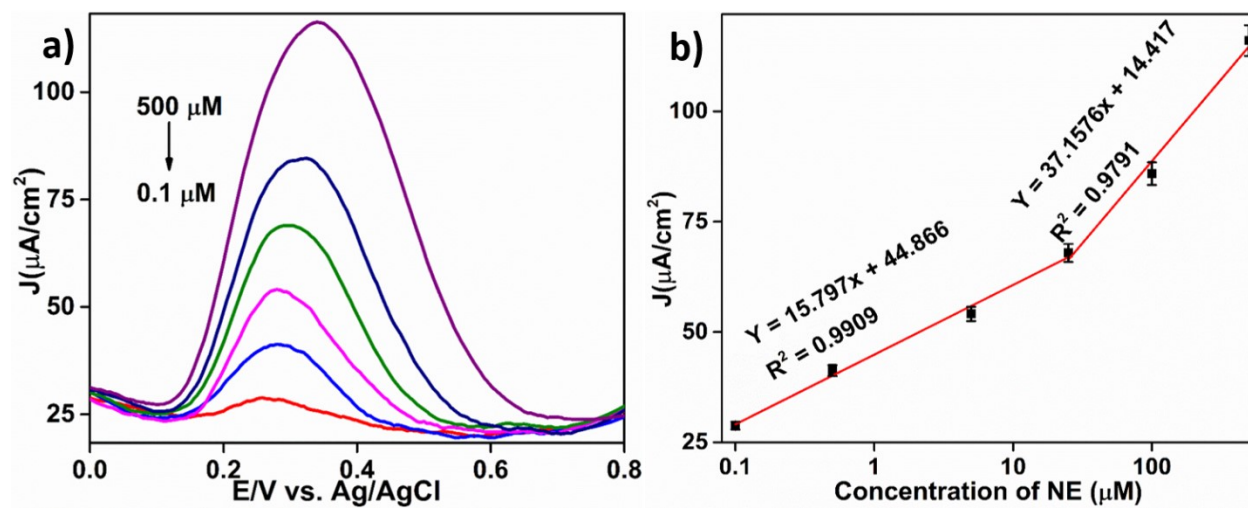 a)
100
75
50
25
J(μA/cm²)
500 μM
0.1 μM
0.0 0.2 0.4 0.6 0.8
E/V vs. Ag/AgCl
b)
100
75
50
25
J(μA/cm²)
Y = 15.797x + 44.866
R² = 0.9909
Y = 37.1576x + 14.417
R² = 0.9791
0.1 1 10 100
Concentration of NE (μM)